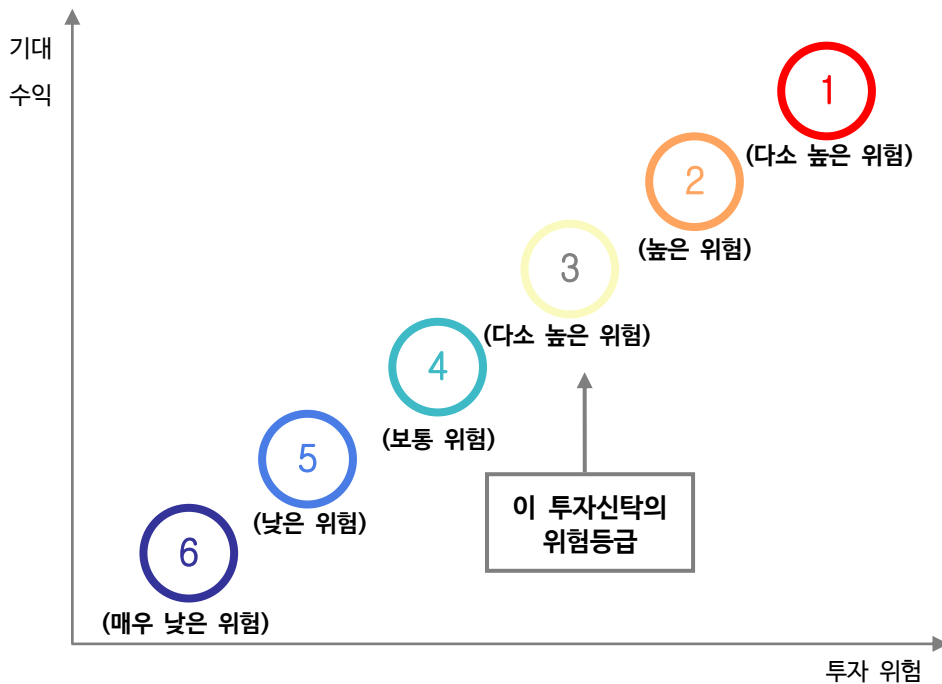 기대
수익
1
(다소 높은 위험)
2
(높은 위험)
3
(다소 높은 위험)
4
(보통 위험)
5
(낮은 위험)
이 투자신탁의
위험등급
6
(매우 낮은 위험)
투자 위험